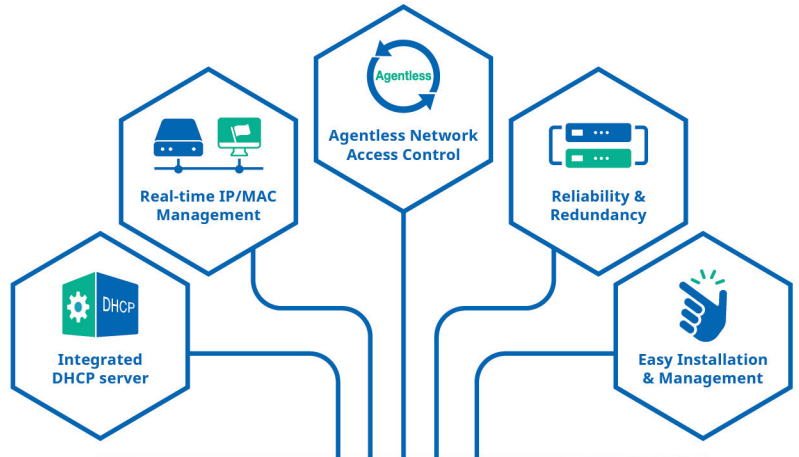 Agentless
Agentless Network
Access Control
Real-time IP/MAC
Management
Reliability &
Redundancy
DHCP
Integrated
DHCP server
Easy Installation
& Management